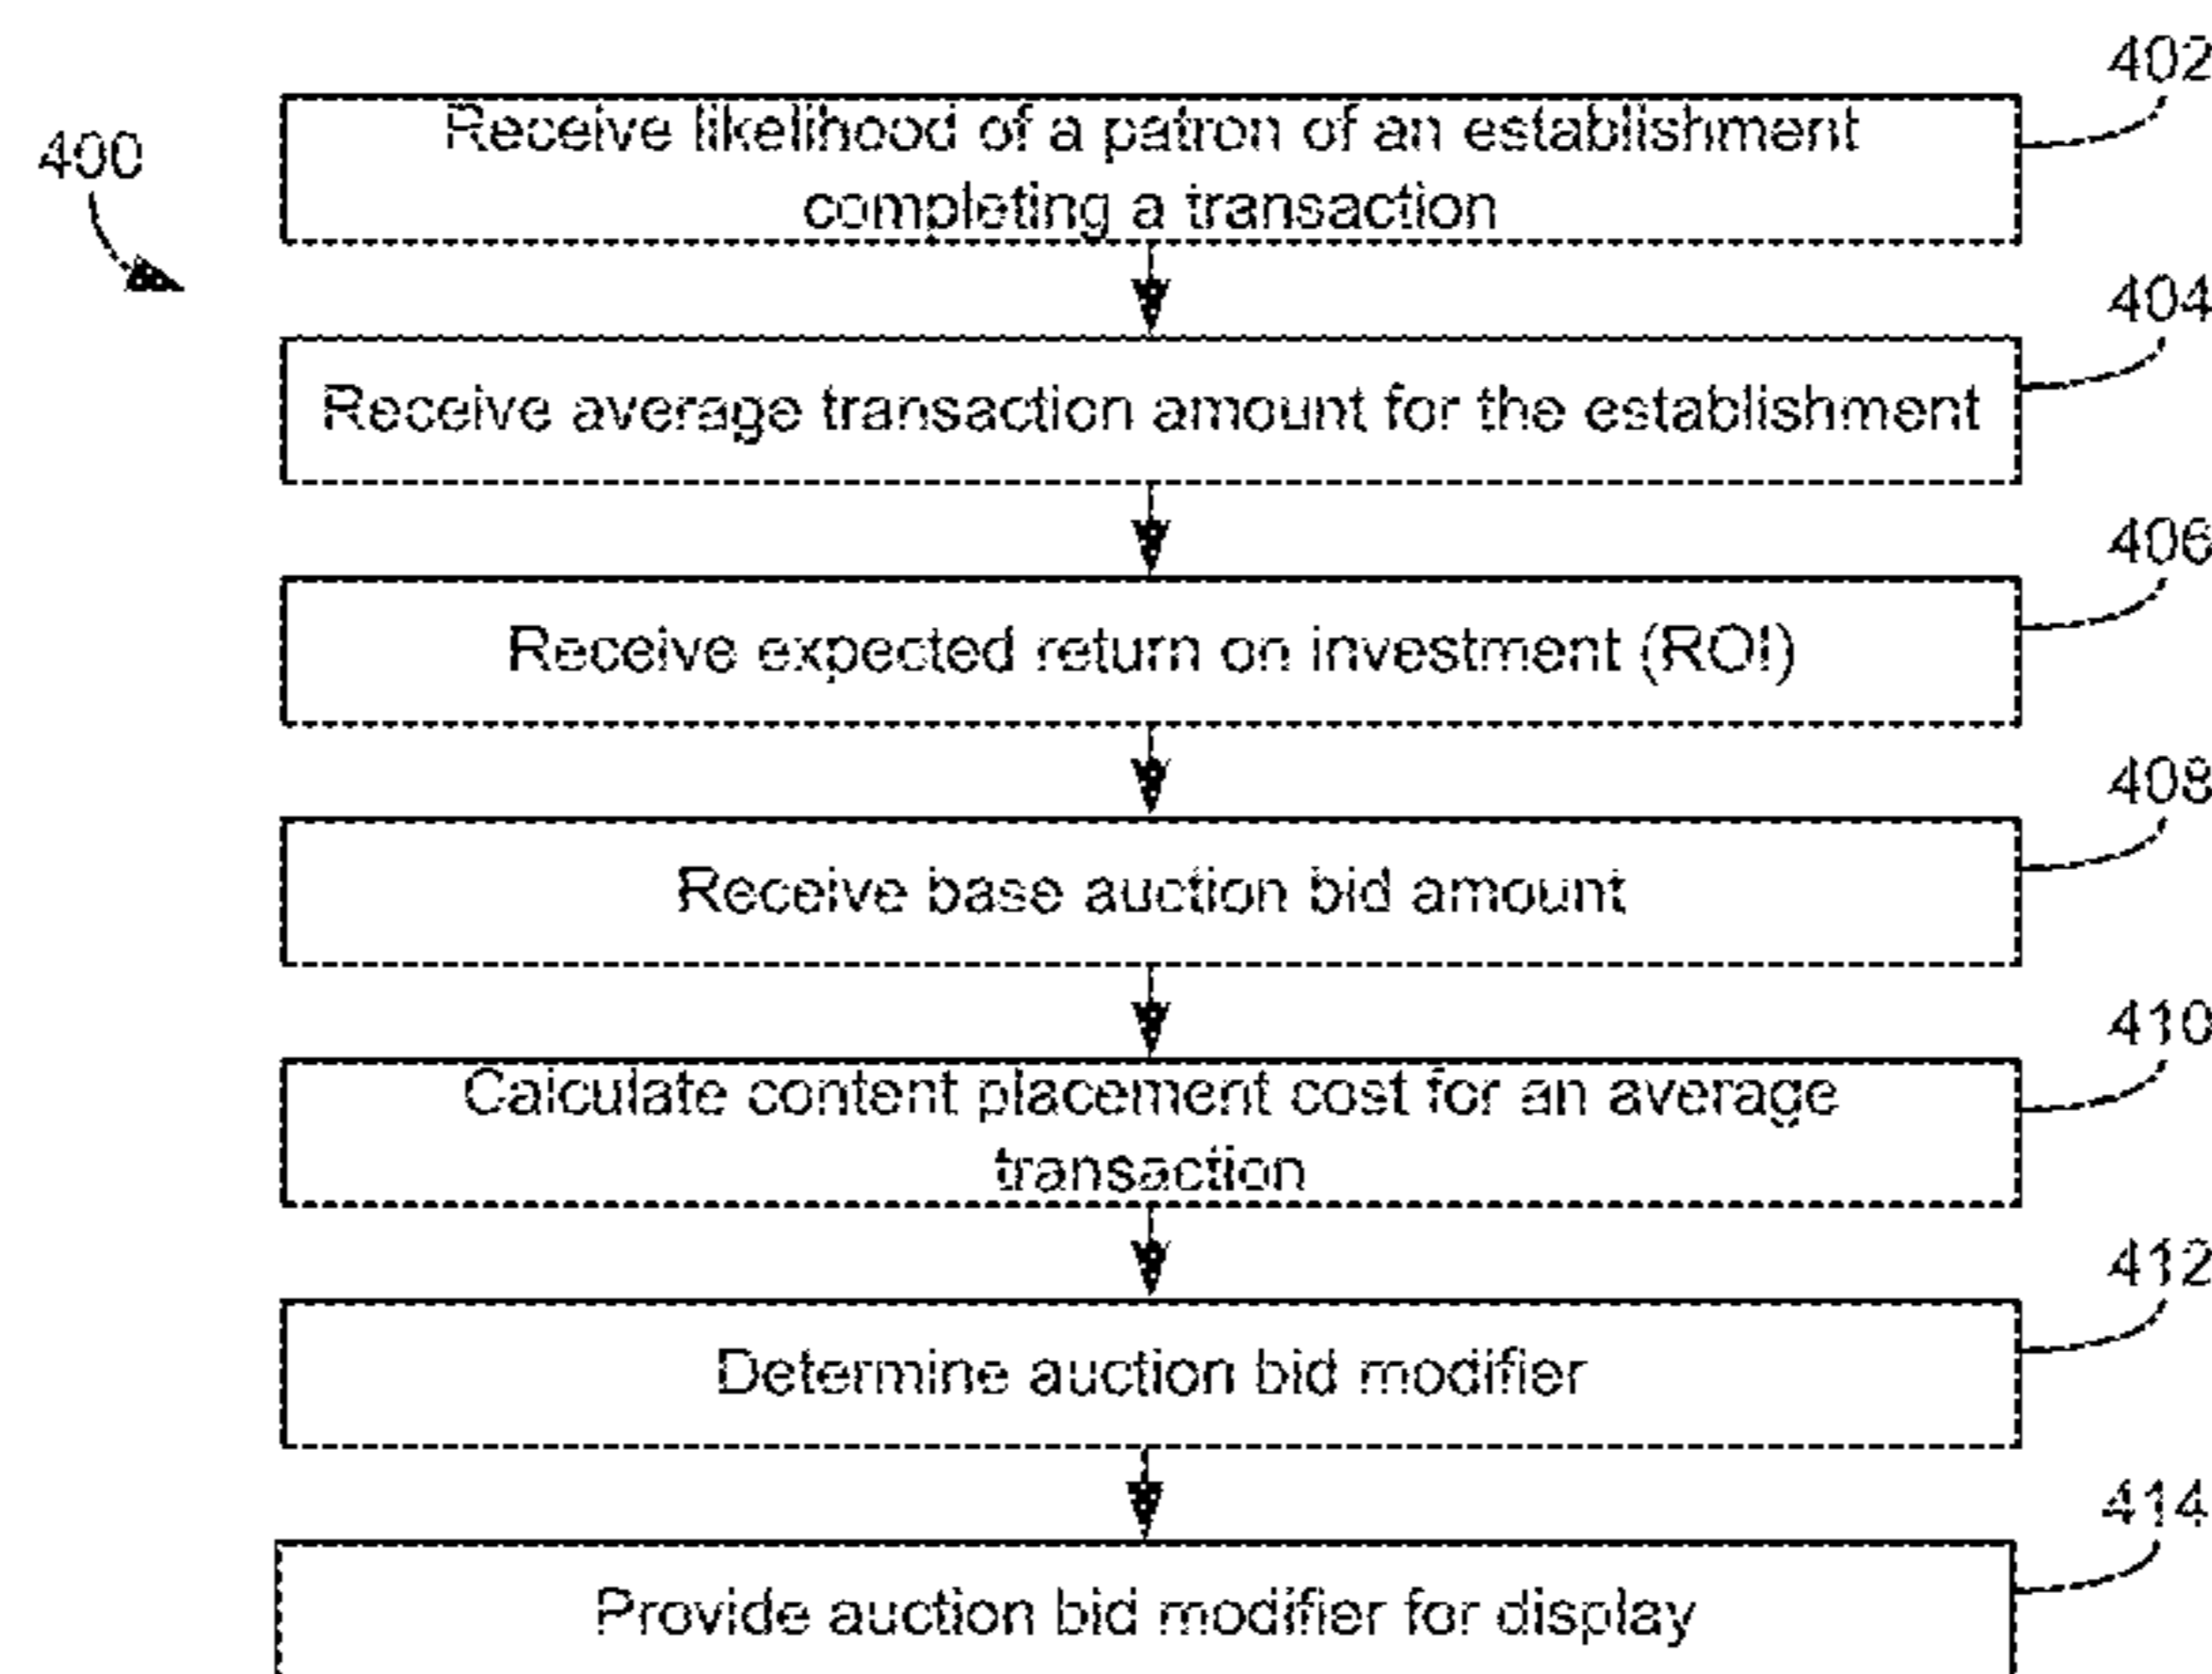 402
400
Receive likelihood of a patron of an establishment
completing a transaction
404
Receive average transaction amount for the establishment
406
Receive expected return on investment (ROI)
408
Receive base auction bid amount
410
Calculate content placement cost for an average
transaction
412
Determine auction bid modifier
414
Provide auction bid modifier for display